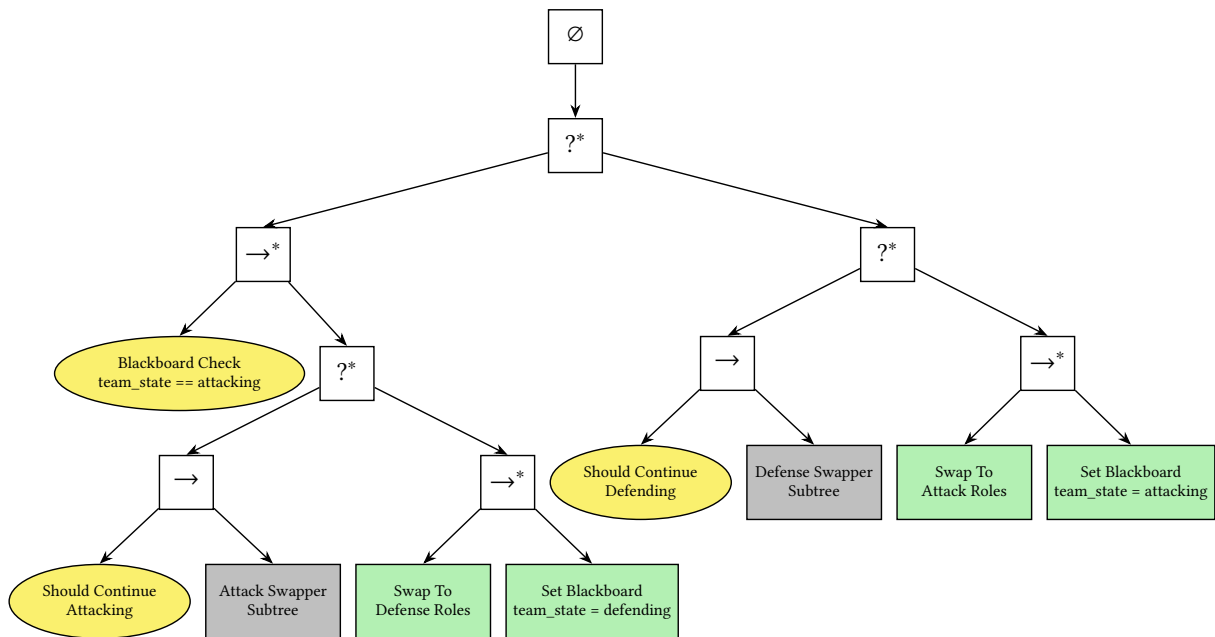 ∅
?*
→*
?*
Blackboard Check
team_state == attacking
?*
→
→*
→
→*
Should Continue
Defending
Defense Swapper
Subtree
Swap To
Attack Roles
Set Blackboard
team_state = attacking
Should Continue
Attacking
Attack Swapper
Subtree
Swap To
Defense Roles
Set Blackboard
team_state = defending